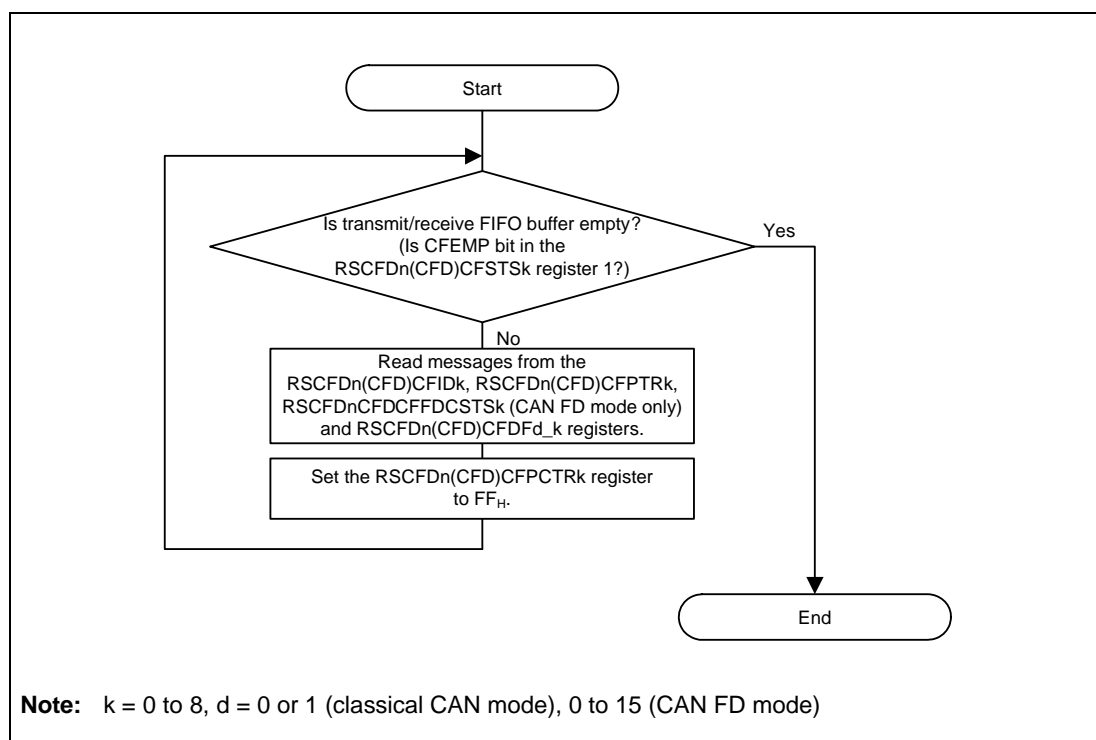 Start
Is transmit/receive FIFO buffer empty?
(Is CFEMP bit in the
RSCFDn(CFD)CFSTSk register 1?)
Yes
No
Read messages from the
RSCFDn(CFD)CFIDk, RSCFDn(CFD)CFPTRk,
RSCFDnCFDCFFDCSTSk (CAN FD mode only)
and RSCFDn(CFD)CFDFd_k registers.
Set the RSCFDn(CFD)CFPCTRk register
to FFH.
End
Note: k = 0 to 8, d = 0 or 1 (classical CAN mode), 0 to 15 (CAN FD mode)